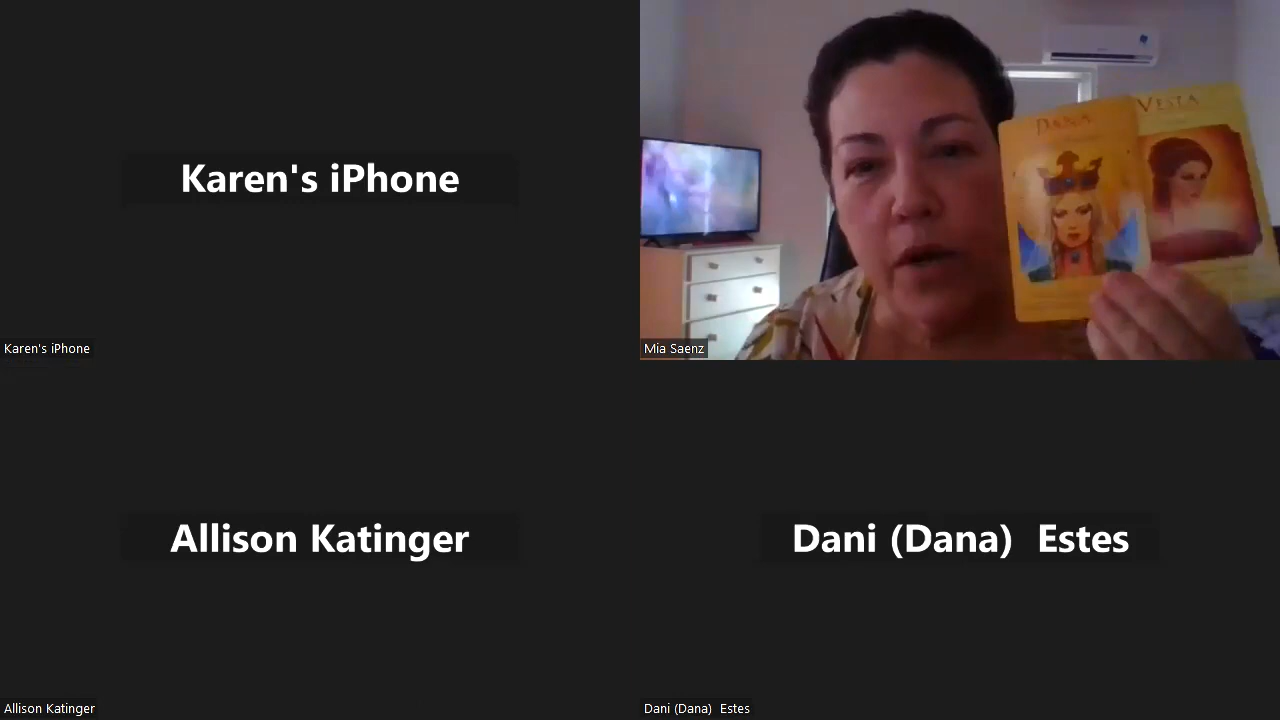 Karen's iPhone
Karen's iPhone
DANA
VESTA
Mia Saenz
Allison Katinger
Allison Katinger
Dani (Dana)  Estes
Dani (Dana)  Estes